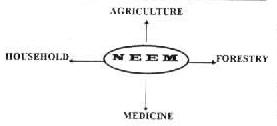 AGRICULTURE
HOUSEHOLD
NEEM
FORESTRY
MEDICINE